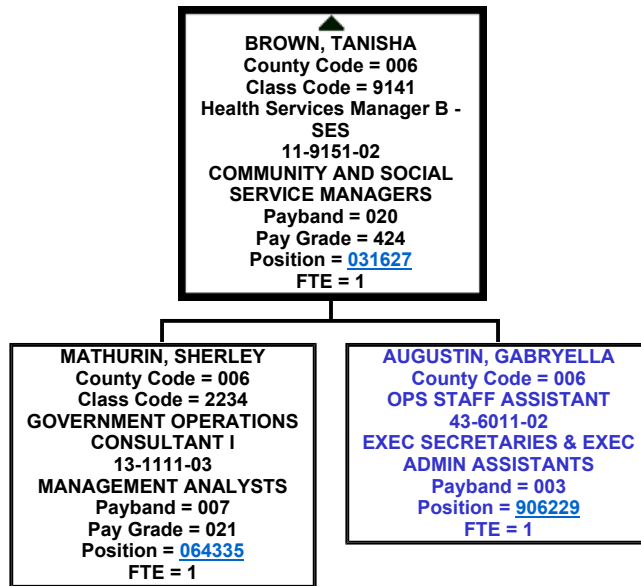 BROWN, TANISHA
County Code = 006
Class Code = 9141
Health Services Manager B -
SES
11-9151-02
COMMUNITY AND SOCIAL
SERVICE MANAGERS
Payband = 020
Pay Grade = 424
Position = 031627
FTE = 1
MATHURIN, SHERLEY
County Code = 006
Class Code = 2234
GOVERNMENT OPERATIONS
CONSULTANT I
13-1111-03
MANAGEMENT ANALYSTS
Payband = 007
Pay Grade = 021
Position = 064335
FTE = 1
AUGUSTIN, GABRYELLA
County Code = 006
OPS STAFF ASSISTANT
43-6011-02
EXEC SECRETARIES & EXEC
ADMIN ASSISTANTS
Payband = 003
Position = 906229
FTE = 1